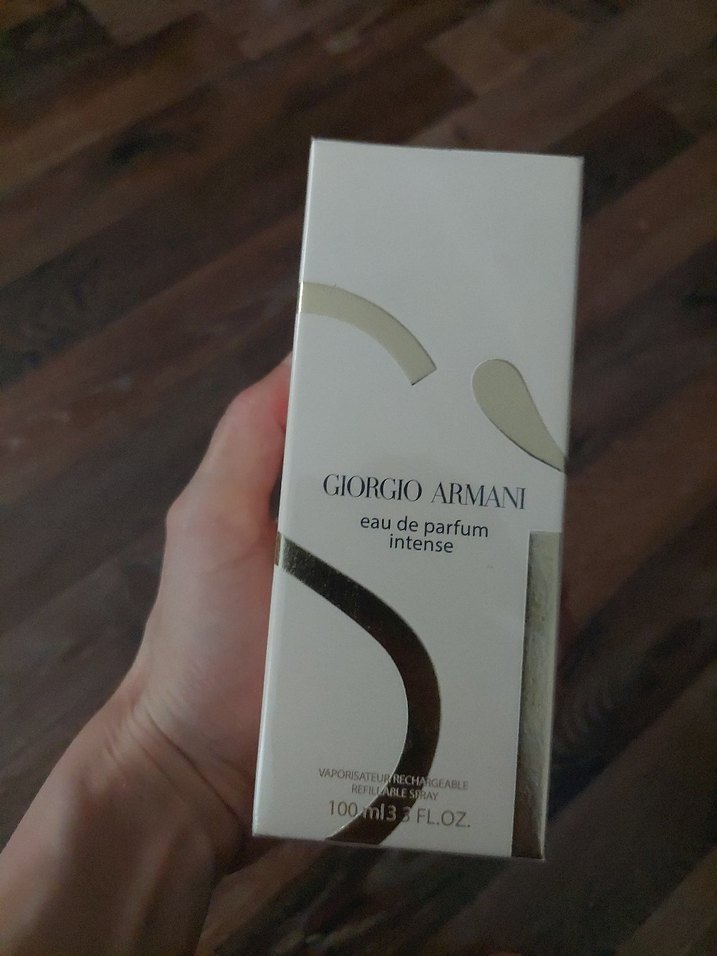 GIORGIO ARMANI
eau de parfum
intense
VAPORISATEUR RECHARGEABLE
REFILLABLE SPRAY
100 ml 3 3 FL.OZ.